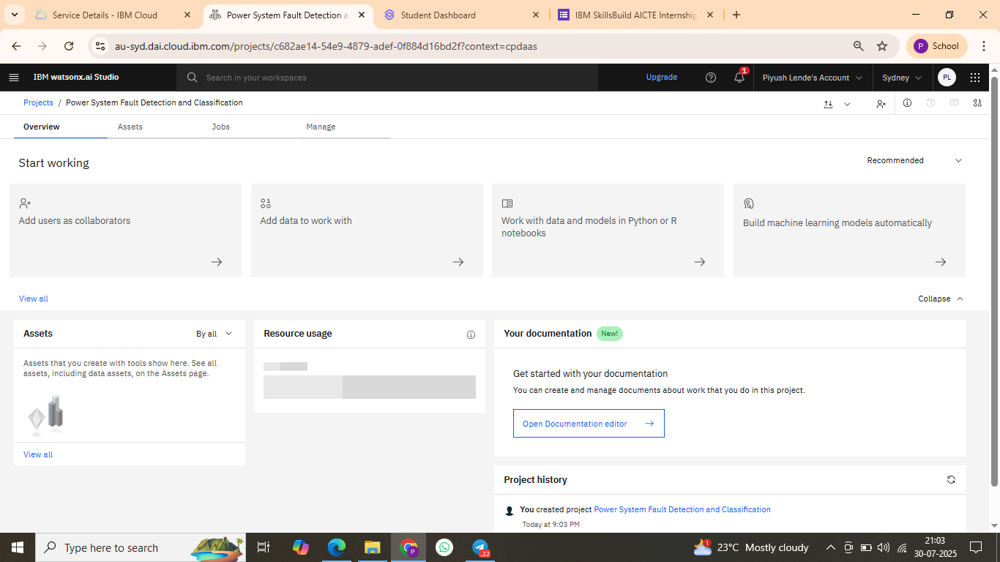 Service Details - IBM Cloud
Power System Fault Detection a
Student Dashboard
IBM SkillsBuild AICTE Internship
au-syd.dai.cloud.ibm.com/projects/c682ae14-54e9-4879-adef-0f884d16bd2f?context=cpdaas
P School
IBM watsonx.ai Studio
Search in your workspaces
Upgrade
1
Piyush Lende's Account
Sydney
PL
Projects / Power System Fault Detection and Classification
Overview
Assets
Jobs
Manage
Start working
Recommended
Add users as collaborators
Add data to work with
Work with data and models in Python or R
notebooks
Build machine learning models automatically
View all
Collapse
Assets
By all
Assets that you create with tools show here. See all
assets, including data assets, on the Assets page.
View all
Resource usage
Your documentation New!
Get started with your documentation
You can create and manage documents about work that you do in this project.
Open Documentation editor
Project history
You created project Power System Fault Detection and Classification
Today at 9:03 PM
Type here to search
P
22
1
23°C Mostly cloudy
21:03
30-07-2025